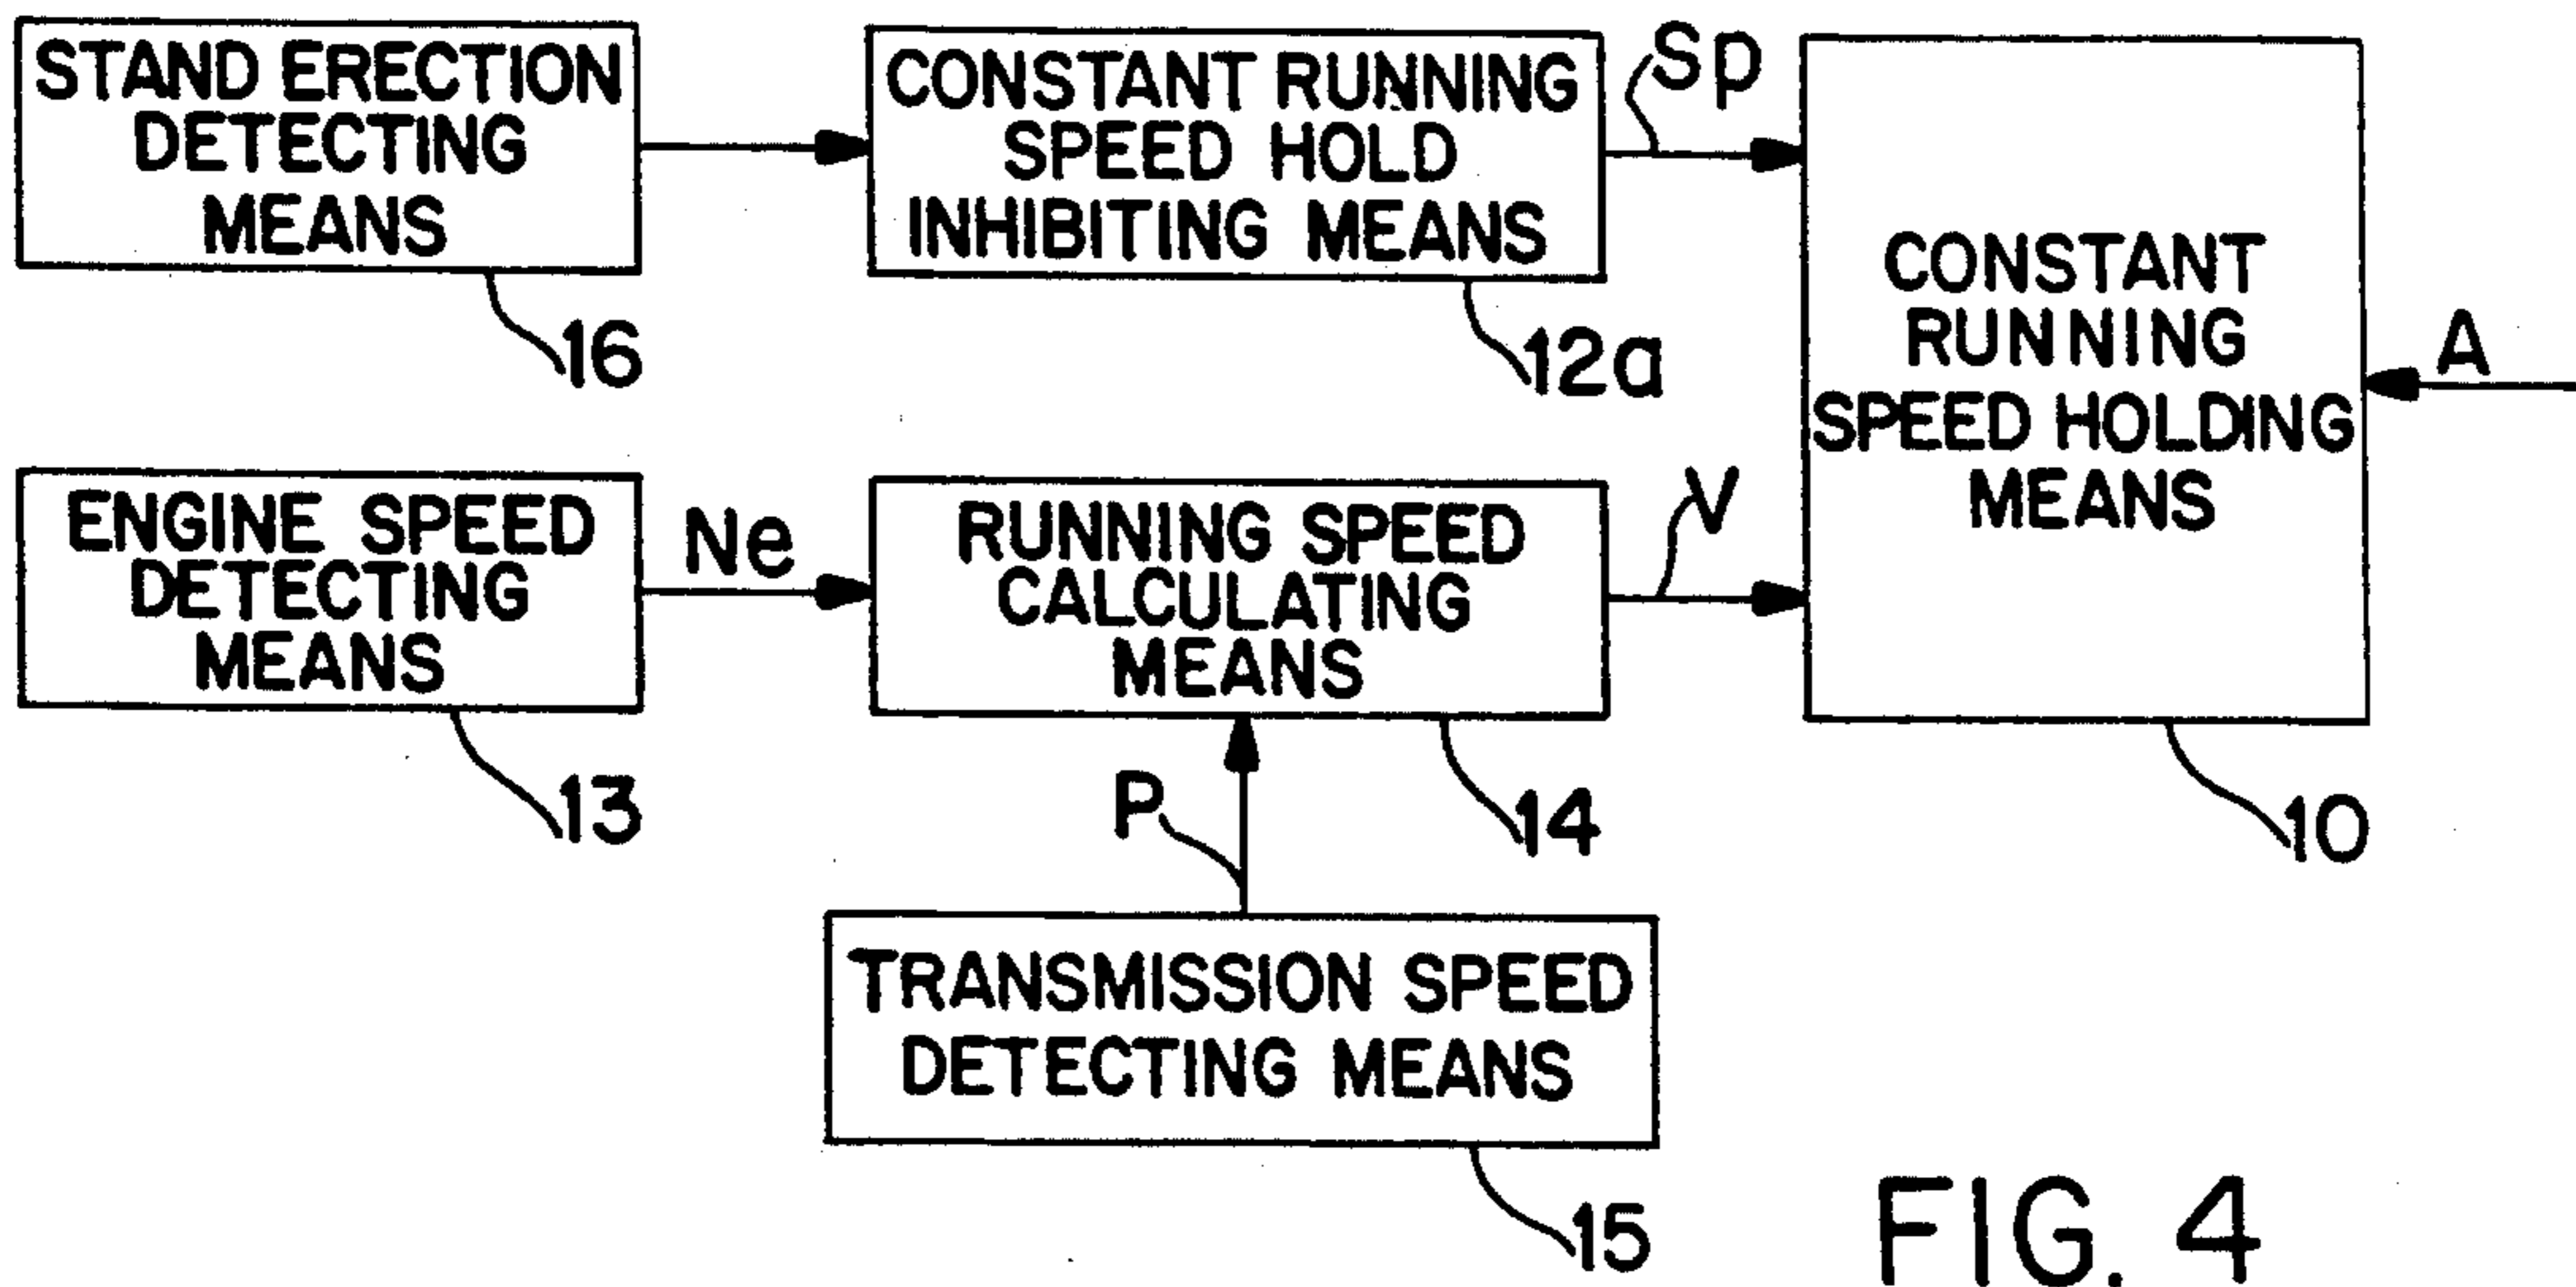 STAND ERECTION
DETECTING
MEANS
16
CONSTANT RUNNING
SPEED HOLD
INHIBITING MEANS
12a
Sp
CONSTANT
RUNNING
SPEED HOLDING
MEANS
10
A
ENGINE SPEED
DETECTING
MEANS
13
Ne
RUNNING SPEED
CALCULATING
MEANS
14
V
P
TRANSMISSION SPEED
DETECTING MEANS
15
FIG. 4